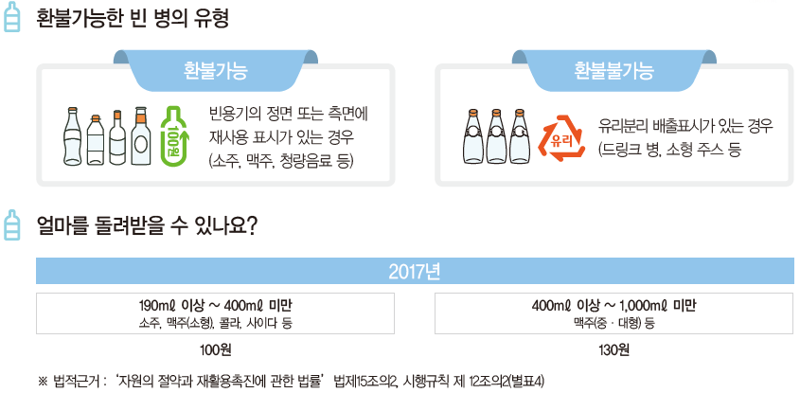 환불가능한 빈 병의 유형
환불가능
빈용기의 정면 또는 측면에
재사용 표시가 있는 경우
(소주, 맥주, 청량음료 등)
100원
환불불가능
유리
유리분리 배출표시가 있는 경우
(드링크 병, 소형 주스 등
얼마를 돌려받을 수 있나요?
2017년
190㎖ 이상 ~ 400㎖ 미만
소주, 맥주(소형), 콜라, 사이다 등
100원
400㎖ 이상 ~ 1,000㎖ 미만
맥주(중 · 대형) 등
130원
※ 법적근거 : ‘자원의 절약과 재활용촉진에 관한 법률’ 법제15조의2, 시행규칙 제 12조의2(별표4)